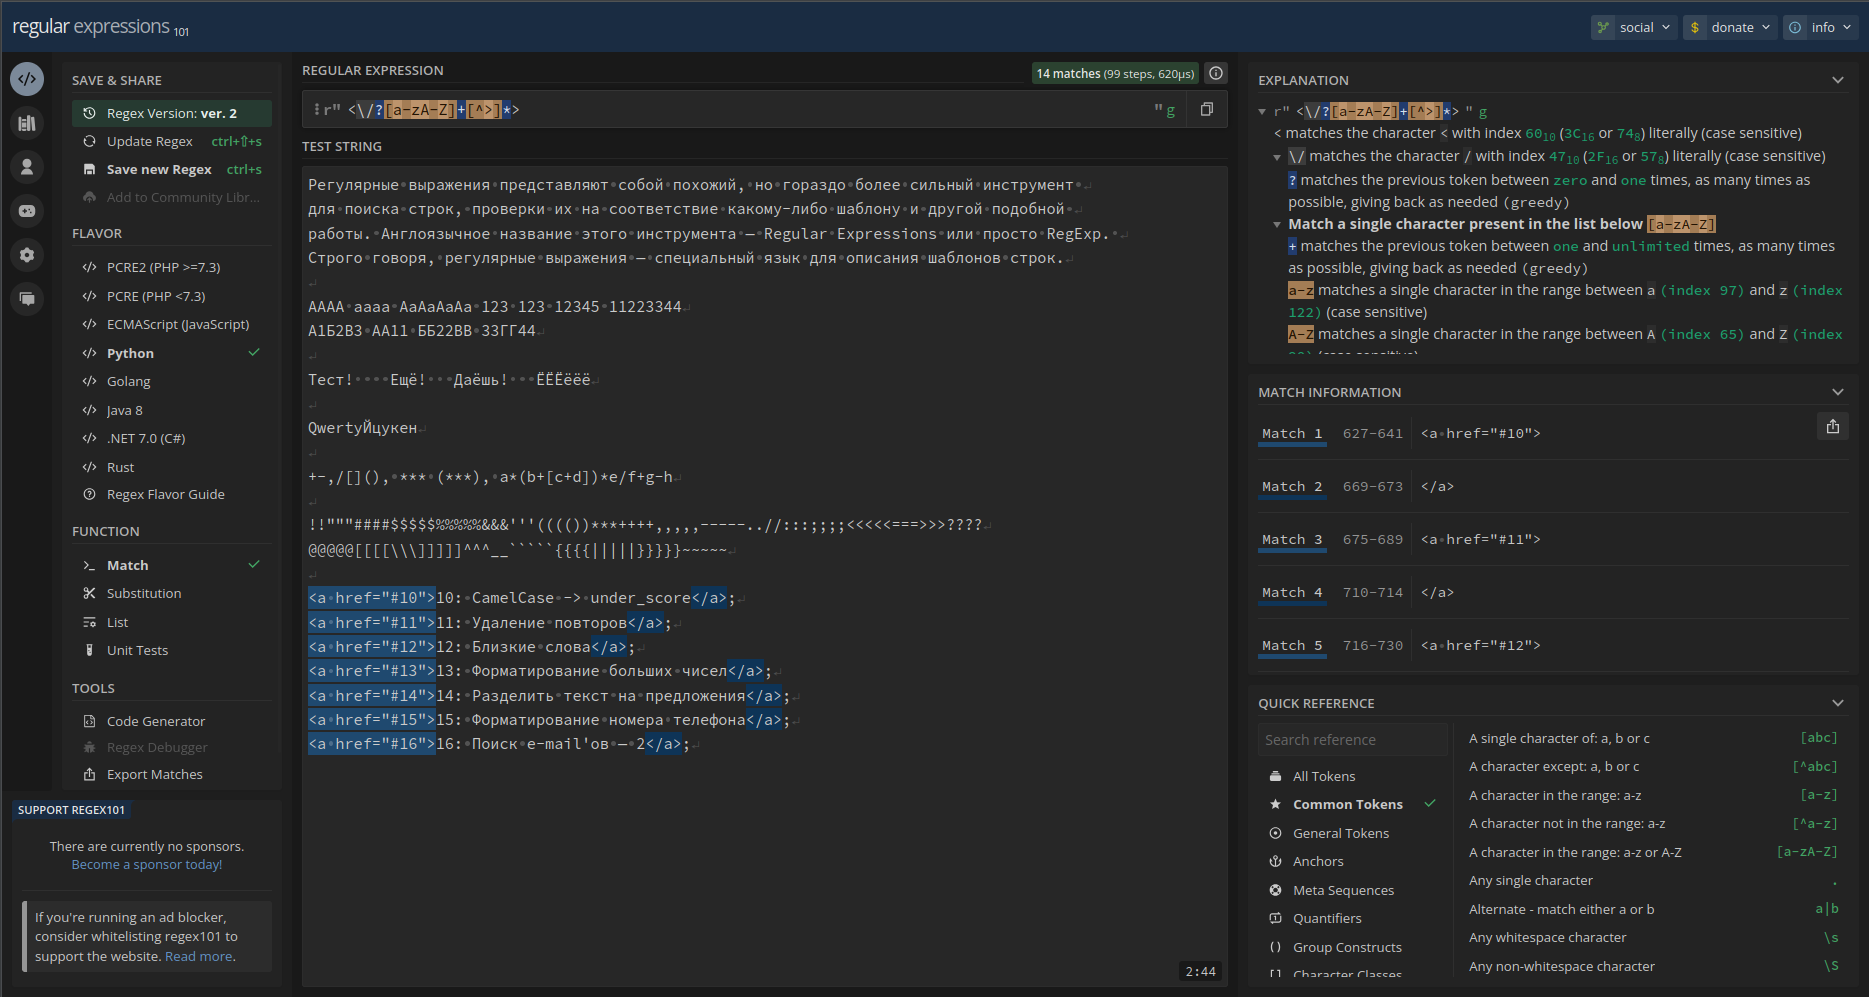 regular expressions 101
social
donate
info
SAVE & SHARE
Regex Version: ver. 2
Update Regex ctrl+⇧+s
Save new Regex ctrl+s
Add to Community Libr...
FLAVOR
PCRE2 (PHP >=7.3)
PCRE (PHP <7.3)
ECMAScript (JavaScript)
Python
Golang
Java 8
.NET 7.0 (C#)
Rust
Regex Flavor Guide
FUNCTION
Match
Substitution
List
Unit Tests
TOOLS
Code Generator
Regex Debugger
Export Matches
SUPPORT REGEX101
There are currently no sponsors.
Become a sponsor today!
If you're running an ad blocker,
consider whitelisting regex101 to
support the website. Read more.
REGULAR EXPRESSION
14 matches (99 steps, 620μs)
r" <\/?[a-zA-Z]+[^>]*> " g
TEST STRING
Регулярные выражения представляют собой похожий, но гораздо более сильный инструмент
для поиска строк, проверки их на соответствие какому-либо шаблону и другой подобной
работы. Англоязычное название этого инструмента — Regular Expressions или просто RegExp.
Строго говоря, регулярные выражения — специальный язык для описания шаблонов строк.
AAAA aaaa AaAaAaAa 123 123 12345 11223344
А1Б2В3 АА11 ББ22ВВ 33ГГ44
Тест!    Ещё!   Даёшь!   ЁЁЁёёё
QwertyЙцукен
+-,/[](), *** (***), a*(b+[c+d])*e/f+g-h
!!"""####$$$$$%%%%%&&&'''(((())***++++,,,,,-----..//:::;;;;<<<<<===>>>????
@@@@@[[[[\\\]]]]]^^^__`````{{{{|||||}}}}}~~~~~
<a href="#10">10: CamelCase -> under_score</a>;
<a href="#11">11: Удаление повторов</a>;
<a href="#12">12: Близкие слова</a>;
<a href="#13">13: Форматирование больших чисел</a>;
<a href="#14">14: Разделить текст на предложения</a>;
<a href="#15">15: Форматирование номера телефона</a>;
<a href="#16">16: Поиск e-mail'ов — 2</a>;
2:44
EXPLANATION
r" <\/?[a-zA-Z]+[^>]*> " g
< matches the character < with index 60₁₀ (3C₁₆ or 74₈) literally (case sensitive)
\/ matches the character / with index 47₁₀ (2F₁₆ or 57₈) literally (case sensitive)
? matches the previous token between zero and one times, as many times as
possible, giving back as needed (greedy)
Match a single character present in the list below [a-zA-Z]
+ matches the previous token between one and unlimited times, as many times
as possible, giving back as needed (greedy)
a-z matches a single character in the range between a (index 97) and z (index
122) (case sensitive)
A-Z matches a single character in the range between A (index 65) and Z (index
MATCH INFORMATION
Match 1 627-641 <a href="#10">
Match 2 669-673 </a>
Match 3 675-689 <a href="#11">
Match 4 710-714 </a>
Match 5 716-730 <a href="#12">
QUICK REFERENCE
Search reference
All Tokens
Common Tokens
General Tokens
Anchors
Meta Sequences
Quantifiers
Group Constructs
Character Classes
A single character of: a, b or c [abc]
A character except: a, b or c [^abc]
A character in the range: a-z [a-z]
A character not in the range: a-z [^a-z]
A character in the range: a-z or A-Z [a-zA-Z]
Any single character .
Alternate - match either a or b a|b
Any whitespace character \s
Any non-whitespace character \S